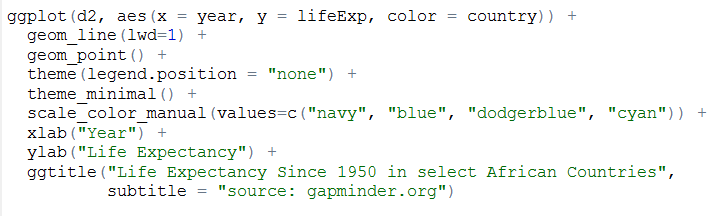 ggplot(d2, aes(x = year, y = lifeExp, color = country)) +
  geom_line(lwd=1) +
  geom_point() +
  theme(legend.position = "none") +
  theme_minimal() +
  scale_color_manual(values=c("navy", "blue", "dodgerblue", "cyan")) +
  xlab("Year") +
  ylab("Life Expectancy") +
  ggtitle("Life Expectancy Since 1950 in select African Countries",
          subtitle = "source: gapminder.org")